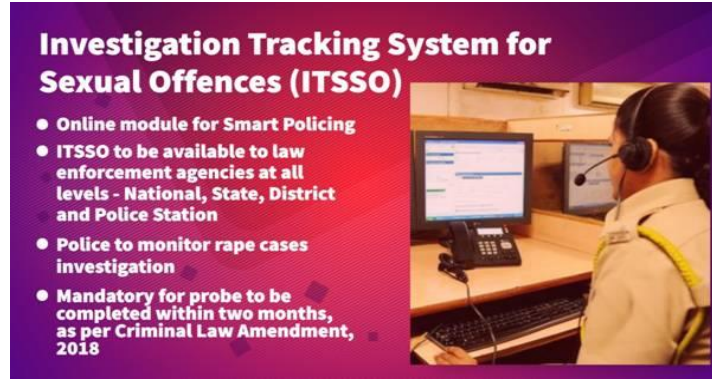 Investigation Tracking System for
Sexual Offences (ITSSO)
Online module for Smart Policing
ITSSO to be available to law
enforcement agencies at all
levels - National, State, District
and Police Station
Police to monitor rape cases
investigation
Mandatory for probe to be
completed within two months,
as per Criminal Law Amendment,
2018